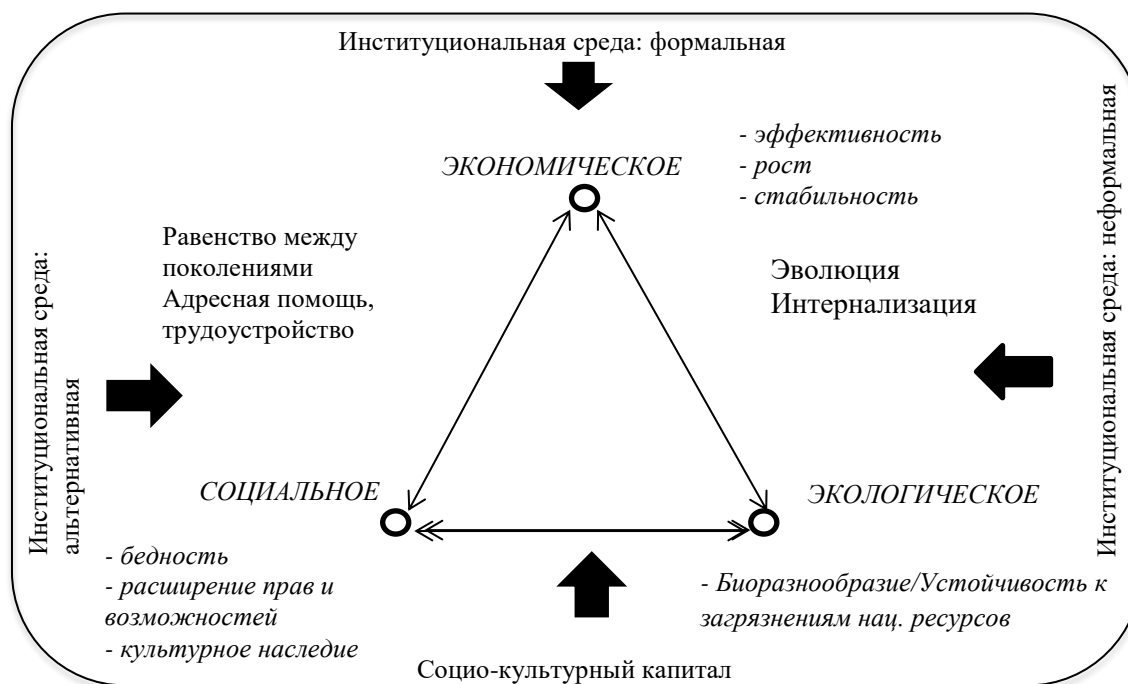 Институциональная среда: формальная
ЭКОНОМИЧЕСКОЕ
- эффективность
- рост
- стабильность
Равенство между
поколениями
Адресная помощь,
трудоустройство
Эволюция
Интернализация
Институциональная среда:
альтернативная
Институциональная среда: неформальная
СОЦИАЛЬНОЕ
ЭКОЛОГИЧЕСКОЕ
- бедность
- расширение прав и
возможностей
- культурное наследие
- Биоразнообразие/Устойчивость к
загрязнениям нац. ресурсов
Социо-культурный капитал